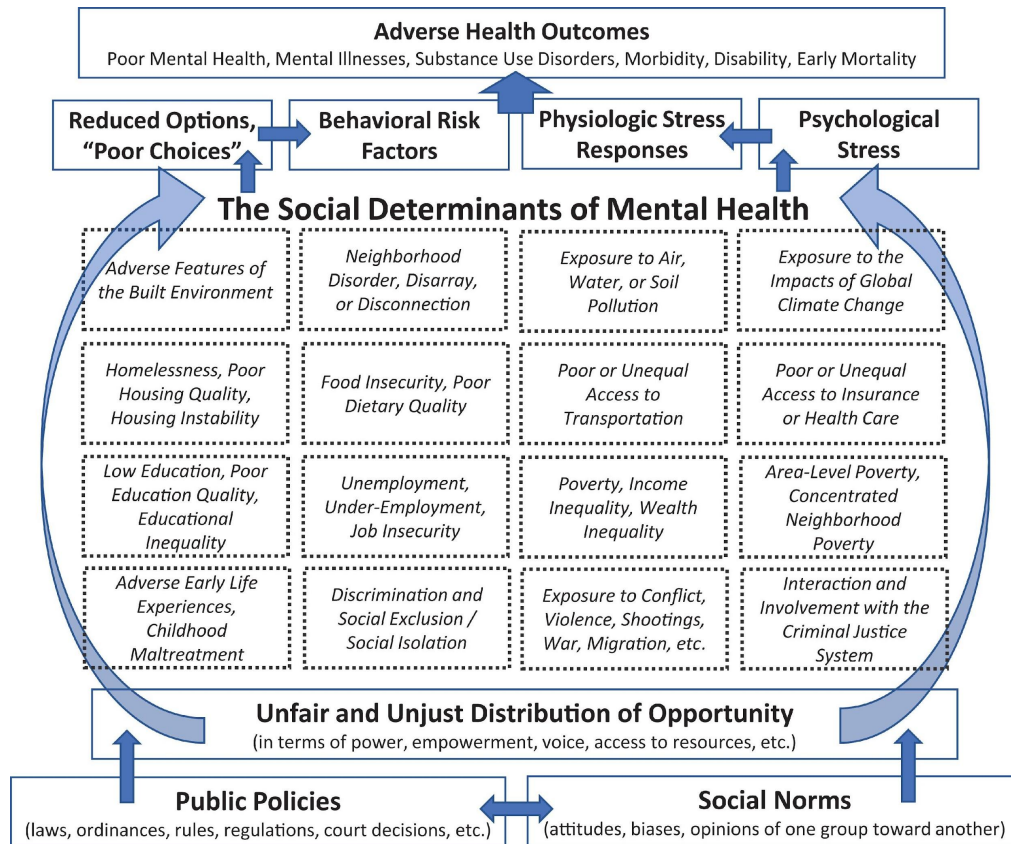 Adverse Health Outcomes
Poor Mental Health, Mental Illnesses, Substance Use Disorders, Morbidity, Disability, Early Mortality
Reduced Options,
“Poor Choices”
Behavioral Risk
Factors
Physiologic Stress
Responses
Psychological
Stress
The Social Determinants of Mental Health
Adverse Features of
the Built Environment
Neighborhood
Disorder, Disarray,
or Disconnection
Exposure to Air,
Water, or Soil
Pollution
Exposure to the
Impacts of Global
Climate Change
Homelessness, Poor
Housing Quality,
Housing Instability
Food Insecurity, Poor
Dietary Quality
Poor or Unequal
Access to
Transportation
Poor or Unequal
Access to Insurance
or Health Care
Low Education, Poor
Education Quality,
Educational
Inequality
Unemployment,
Under-Employment,
Job Insecurity
Poverty, Income
Inequality, Wealth
Inequality
Area-Level Poverty,
Concentrated
Neighborhood
Poverty
Adverse Early Life
Experiences,
Childhood
Maltreatment
Discrimination and
Social Exclusion /
Social Isolation
Exposure to Conflict,
Violence, Shootings,
War, Migration, etc.
Interaction and
Involvement with the
Criminal Justice
System
Unfair and Unjust Distribution of Opportunity
(in terms of power, empowerment, voice, access to resources, etc.)
Public Policies
(laws, ordinances, rules, regulations, court decisions, etc.)
Social Norms
(attitudes, biases, opinions of one group toward another)